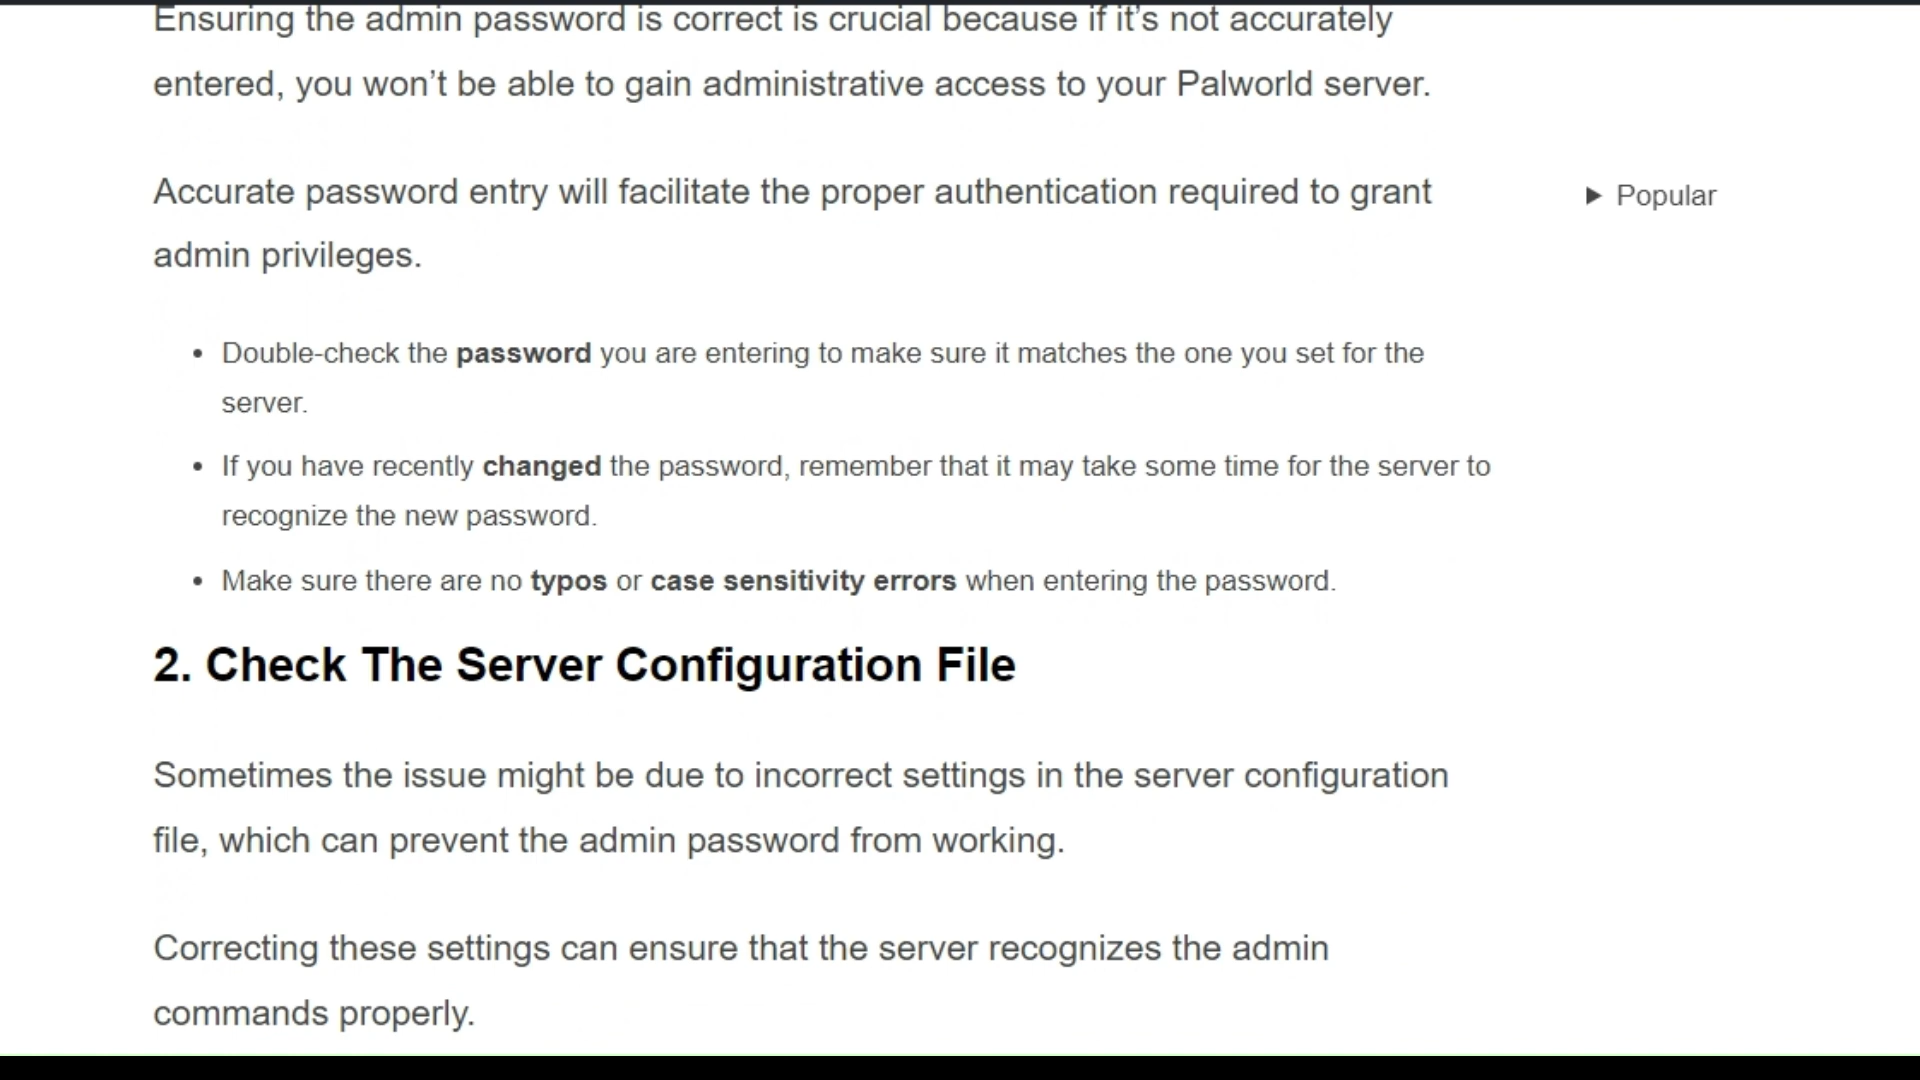 Ensuring the admin password is correct is crucial because if it’s not accurately
entered, you won’t be able to gain administrative access to your Palworld server.
Accurate password entry will facilitate the proper authentication required to grant
admin privileges.
▶ Popular
• Double-check the password you are entering to make sure it matches the one you set for the
server.
• If you have recently changed the password, remember that it may take some time for the server to
recognize the new password.
• Make sure there are no typos or case sensitivity errors when entering the password.
2. Check The Server Configuration File
Sometimes the issue might be due to incorrect settings in the server configuration
file, which can prevent the admin password from working.
Correcting these settings can ensure that the server recognizes the admin
commands properly.